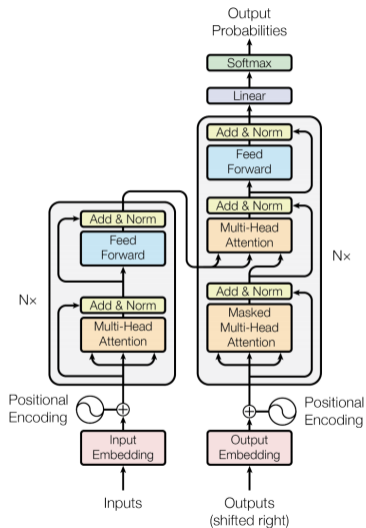 Output
Probabilities
Softmax
Linear
Add & Norm
Feed
Forward
Add & Norm
Multi-Head
Attention
Add & Norm
Masked
Multi-Head
Attention
N×
Positional
Encoding
Output
Embedding
Outputs
(shifted right)
Add & Norm
Feed
Forward
Add & Norm
Multi-Head
Attention
N×
Positional
Encoding
Input
Embedding
Inputs